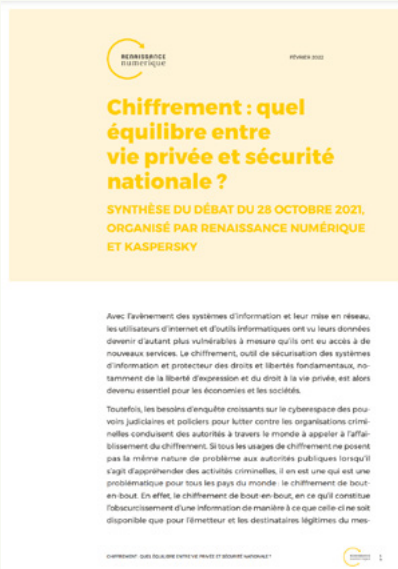 RENAISSANCE
numérique
FÉVRIER 2022
Chiffrement : quel
équilibre entre
vie privée et sécurité
nationale ?
SYNTHÈSE DU DÉBAT DU 28 OCTOBRE 2021,
ORGANISÉ PAR RENAISSANCE NUMÉRIQUE
ET KASPERSKY
Avec l'avènement des systèmes d'information et leur mise en réseau,
les utilisateurs d'internet et d'outils informatiques ont vu leurs données
devenir d'autant plus vulnérables à mesure qu'ils ont eu accès à de
nouveaux services. Le chiffrement, outil de sécurisation des systèmes
d'information et protecteur des droits et libertés fondamentaux, no-
tamment de la liberté d'expression et du droit à la vie privée, est alors
devenu essentiel pour les économies et les sociétés.
Toutefois, les besoins d'enquête croissants sur le cyberespace des pou-
voirs judiciaires et policiers pour lutter contre les organisations crimi-
nelles conduisent des autorités à travers le monde à appeler à l'affai-
blissement du chiffrement. Si tous les usages de chiffrement ne posent
pas la même nature de problème aux autorités publiques lorsqu'il
s'agit d'appréhender des activités criminelles, il en est une qui est une
problématique pour tous les pays du monde : le chiffrement de bout-
en-bout. En effet, le chiffrement de bout-en-bout, en ce qu'il constitue
l'obscurcissement d'une information de manière à ce que celle-ci ne soit
disponible que pour l'émetteur et les destinataires légitimes du mes-
CHIFFREMENT : QUEL ÉQUILIBRE ENTRE VIE PRIVÉE ET SÉCURITÉ NATIONALE ?
1